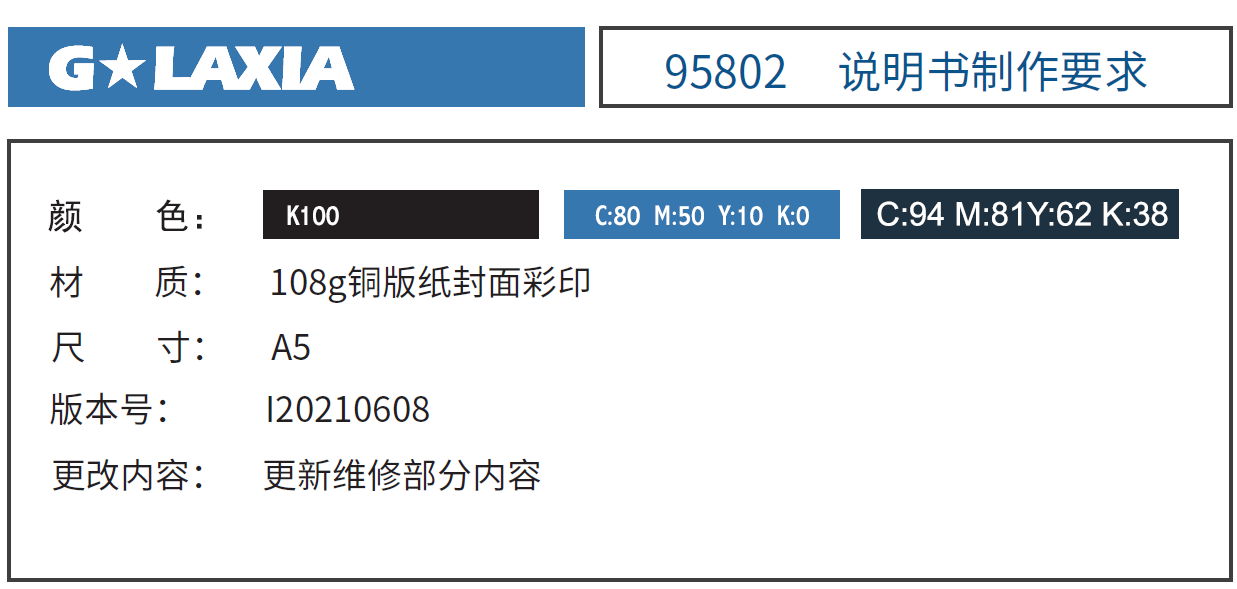 G★LAXIA
95802 说明书制作要求
颜 色： K100 C:80 M:50 Y:10 K:0 C:94 M:81Y:62 K:38
材 质： 108g铜版纸封面彩印
尺 寸： A5
版本号： I20210608
更改内容： 更新维修部分内容